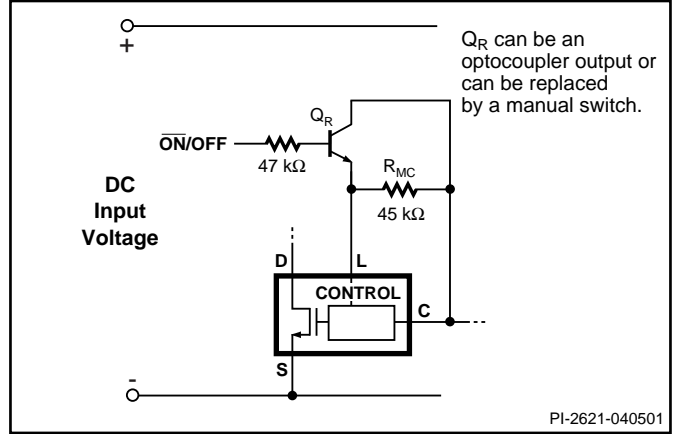 +
Q_R can be an
optocoupler output or
can be replaced
by a manual switch.
Q_R
O̅N̅/OFF
47 kΩ
R_MC
45 kΩ
DC
Input
Voltage
D
L
CONTROL
C
S
-
PI-2621-040501